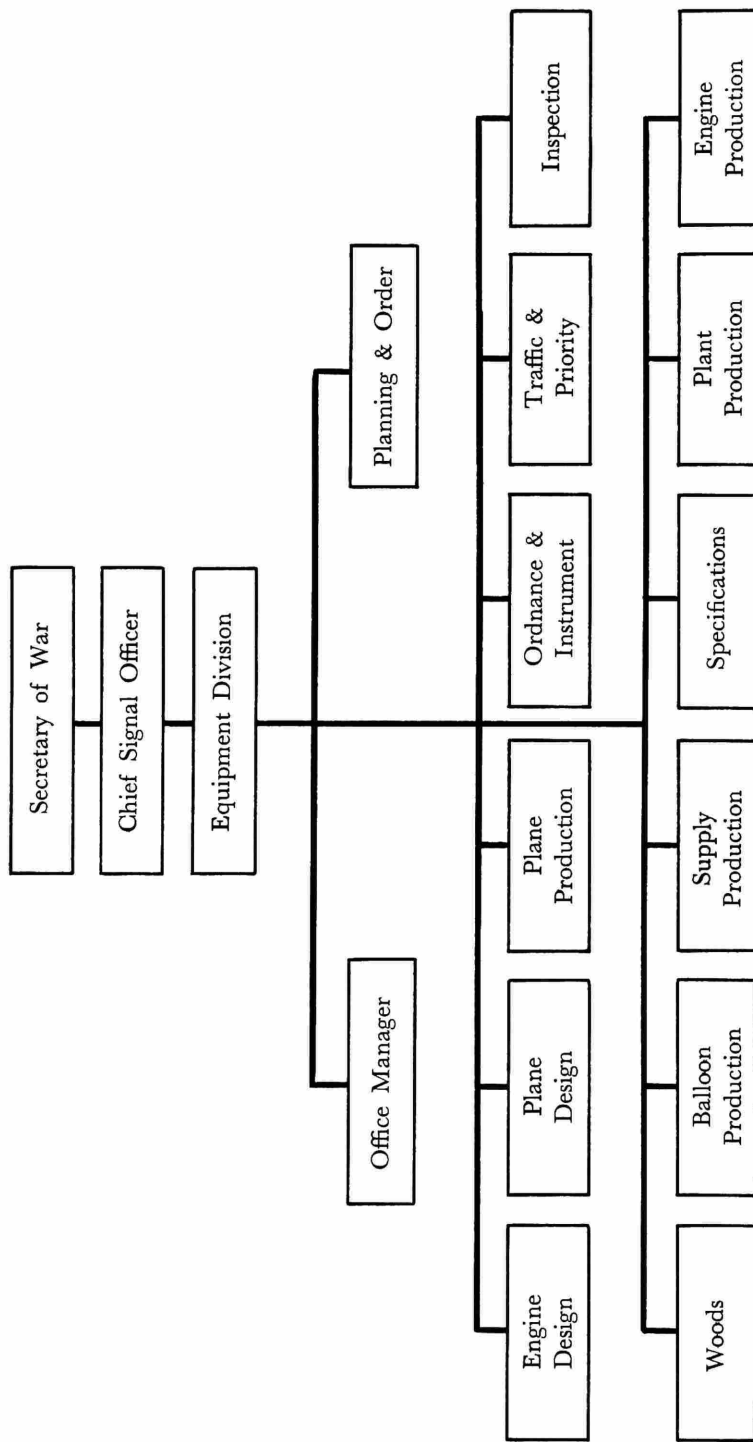 Secretary of War
Chief Signal Officer
Equipment Division
Office Manager
Planning & Order
Engine
Design
Plane
Design
Plane
Production
Ordnance &
Instrument
Traffic &
Priority
Inspection
Woods
Balloon
Production
Supply
Production
Specifications
Plant
Production
Engine
Production